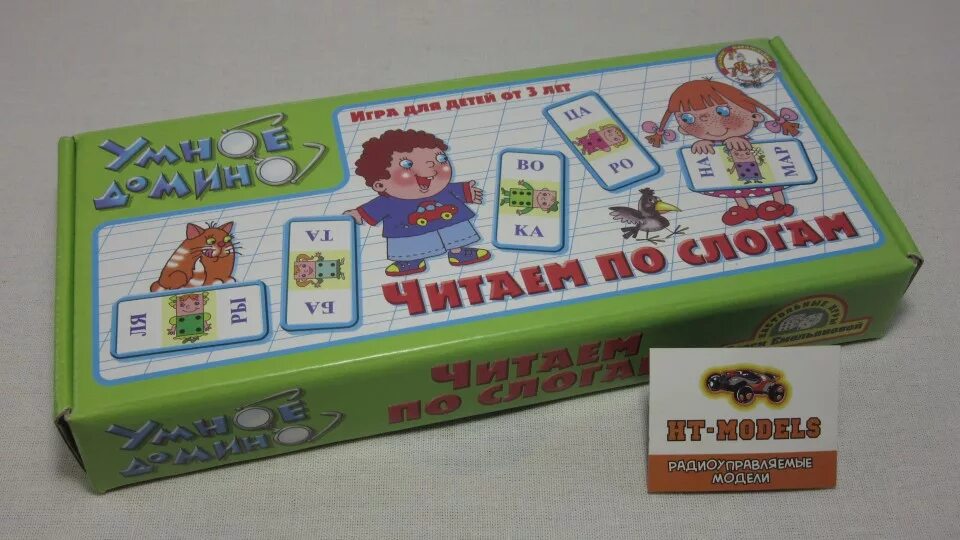 Умное
домино
Игра для детей от 3 лет
ЦА
РО
НА
МАР
ВО
КА
ТА
БА
ЛЯ
РЫ
Читаем по слогам
Умное
домино
Читаем
по слогам
HT-MODELS
РАДИОУПРАВЛЯЕМЫЕ
МОДЕЛИ